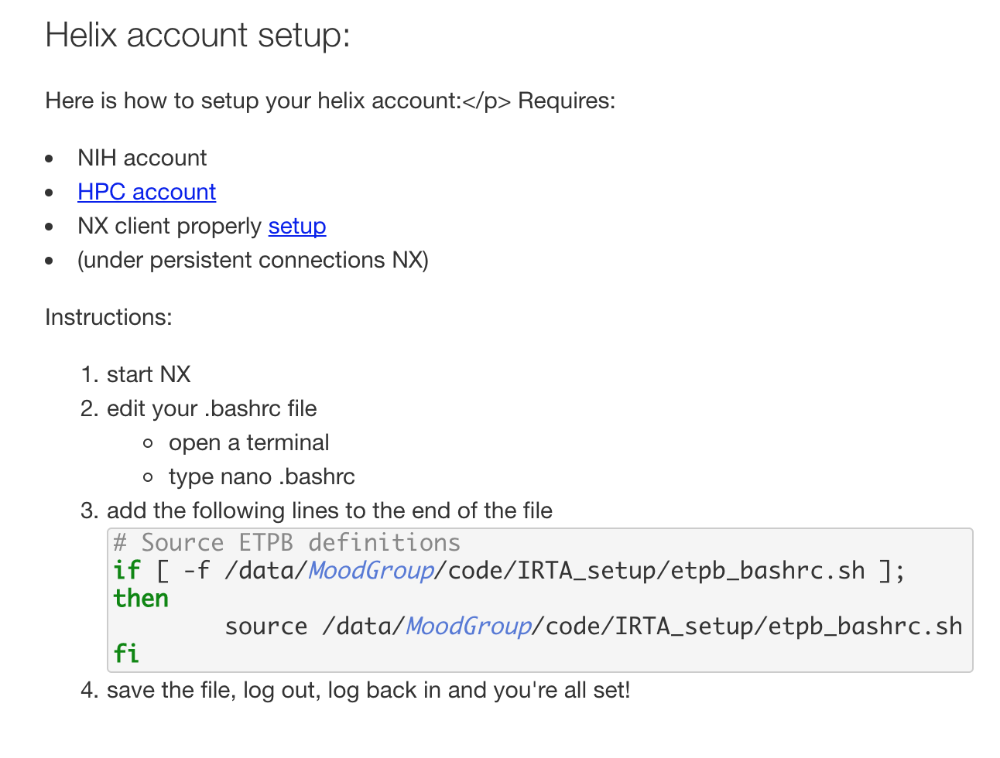 Helix account setup:
Here is how to setup your helix account:</p> Requires:
• NIH account
• HPC account
• NX client properly setup
• (under persistent connections NX)
Instructions:
1. start NX
2. edit your .bashrc file
○ open a terminal
○ type nano .bashrc
3. add the following lines to the end of the file
# Source ETPB definitions
if [ -f /data/MoodGroup/code/IRTA_setup/etpb_bashrc.sh ];
then
        source /data/MoodGroup/code/IRTA_setup/etpb_bashrc.sh
fi
4. save the file, log out, log back in and you're all set!